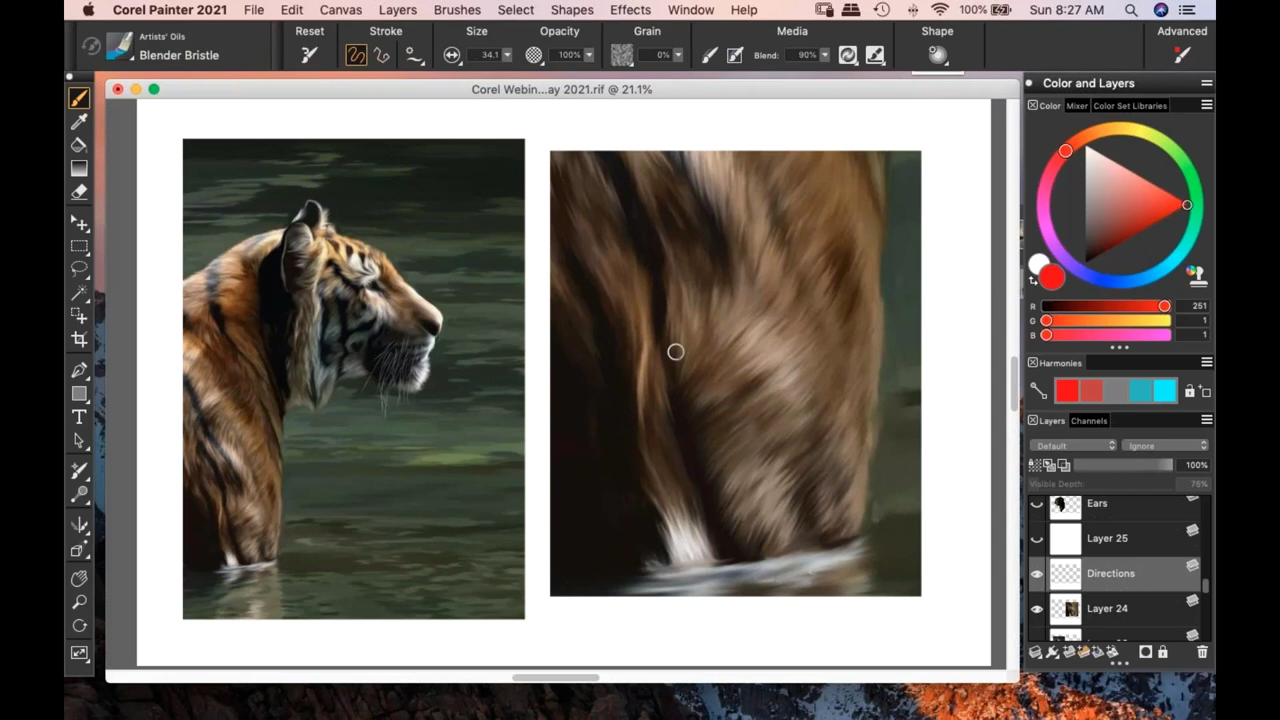 Corel Painter 2021 File Edit Canvas Layers Brushes Select Shapes Effects Window Help 100% Sun 8:27 AM
Artists' Oils
Blender Bristle
Reset Stroke Size Opacity Grain Media Shape Advanced
34.1 100% 0% Blend: 90%
Corel Webin...ay 2021.rif @ 21.1%
Color and Layers
Color Mixer Color Set Libraries
R 251
G 1
B 1
Harmonies
Layers Channels
Default Ignore
100%
Visible Depth: 75%
Ears
Layer 25
Directions
Layer 24